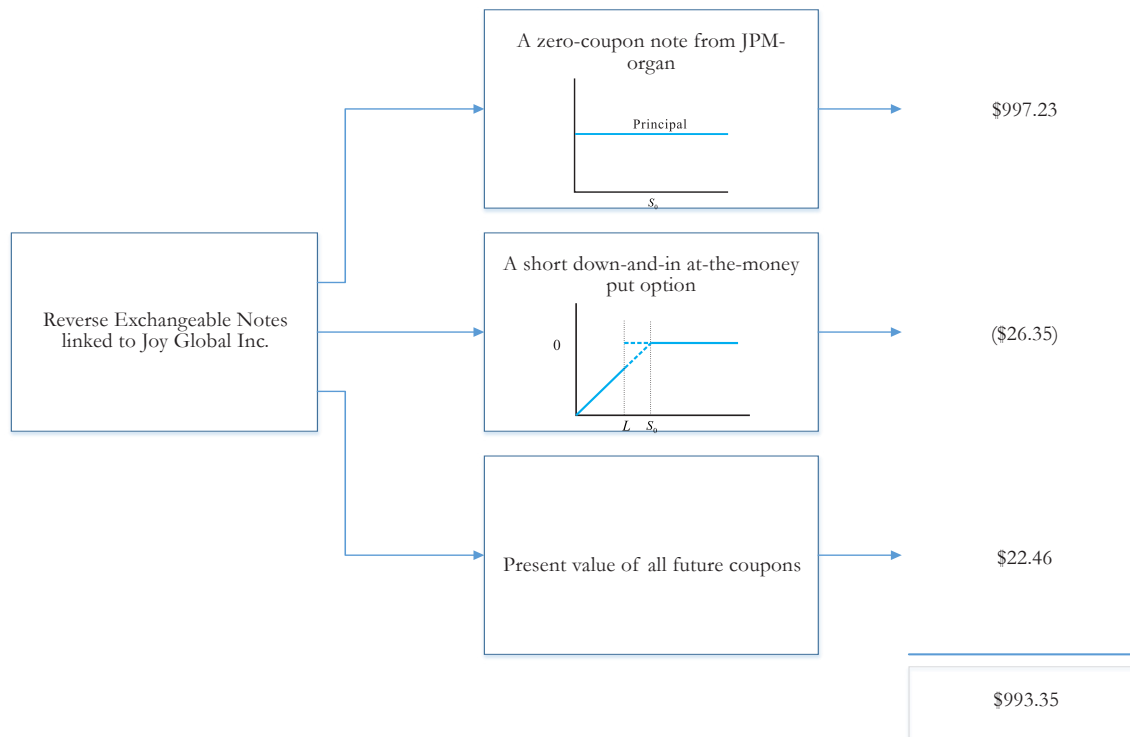 A zero-coupon note from JPM-
organ
Principal
S₀
$997.23
Reverse Exchangeable Notes
linked to Joy Global Inc.
A short down-and-in at-the-money
put option
0
L S₀
($26.35)
Present value of all future coupons
$22.46
$993.35